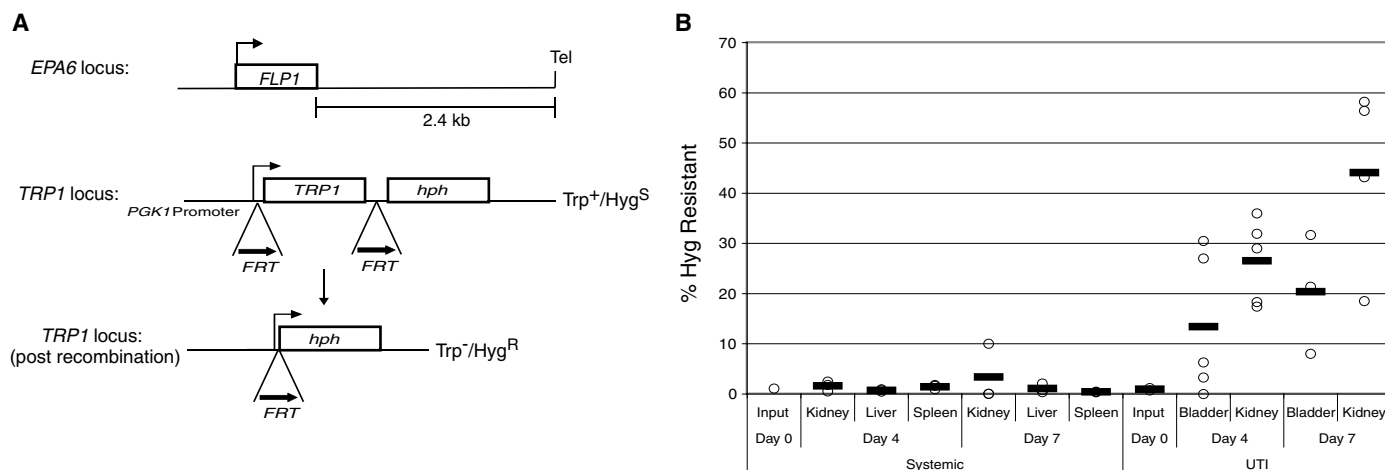 A
EPA6 locus:
FLP1
Tel
2.4 kb
TRP1 locus:
TRP1
hph
Trp⁺/Hygˢ
PGK1 Promoter
FRT
FRT
TRP1 locus:
(post recombination)
hph
Trp⁻/Hygᴿ
FRT
B
% Hyg Resistant
70
60
50
40
30
20
10
0
Input Kidney Liver Spleen Kidney Liver Spleen Input Bladder Kidney Bladder Kidney
Day 0 Day 4 Day 7 Day 0 Day 4 Day 7
Systemic UTI